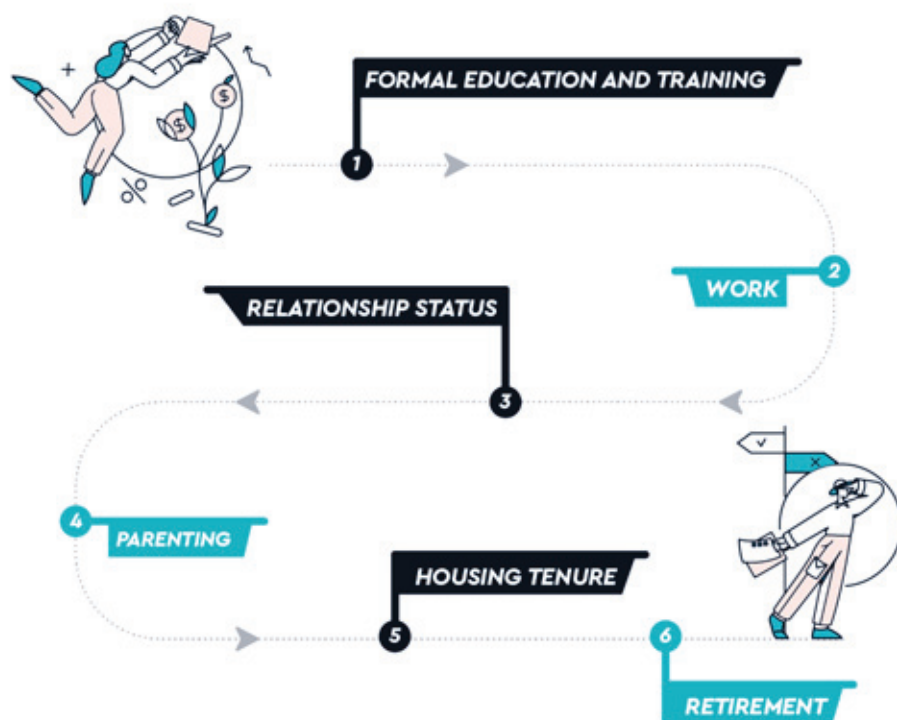 FORMAL EDUCATION AND TRAINING
1
2
WORK
RELATIONSHIP STATUS
3
4
PARENTING
HOUSING TENURE
5
6
RETIREMENT